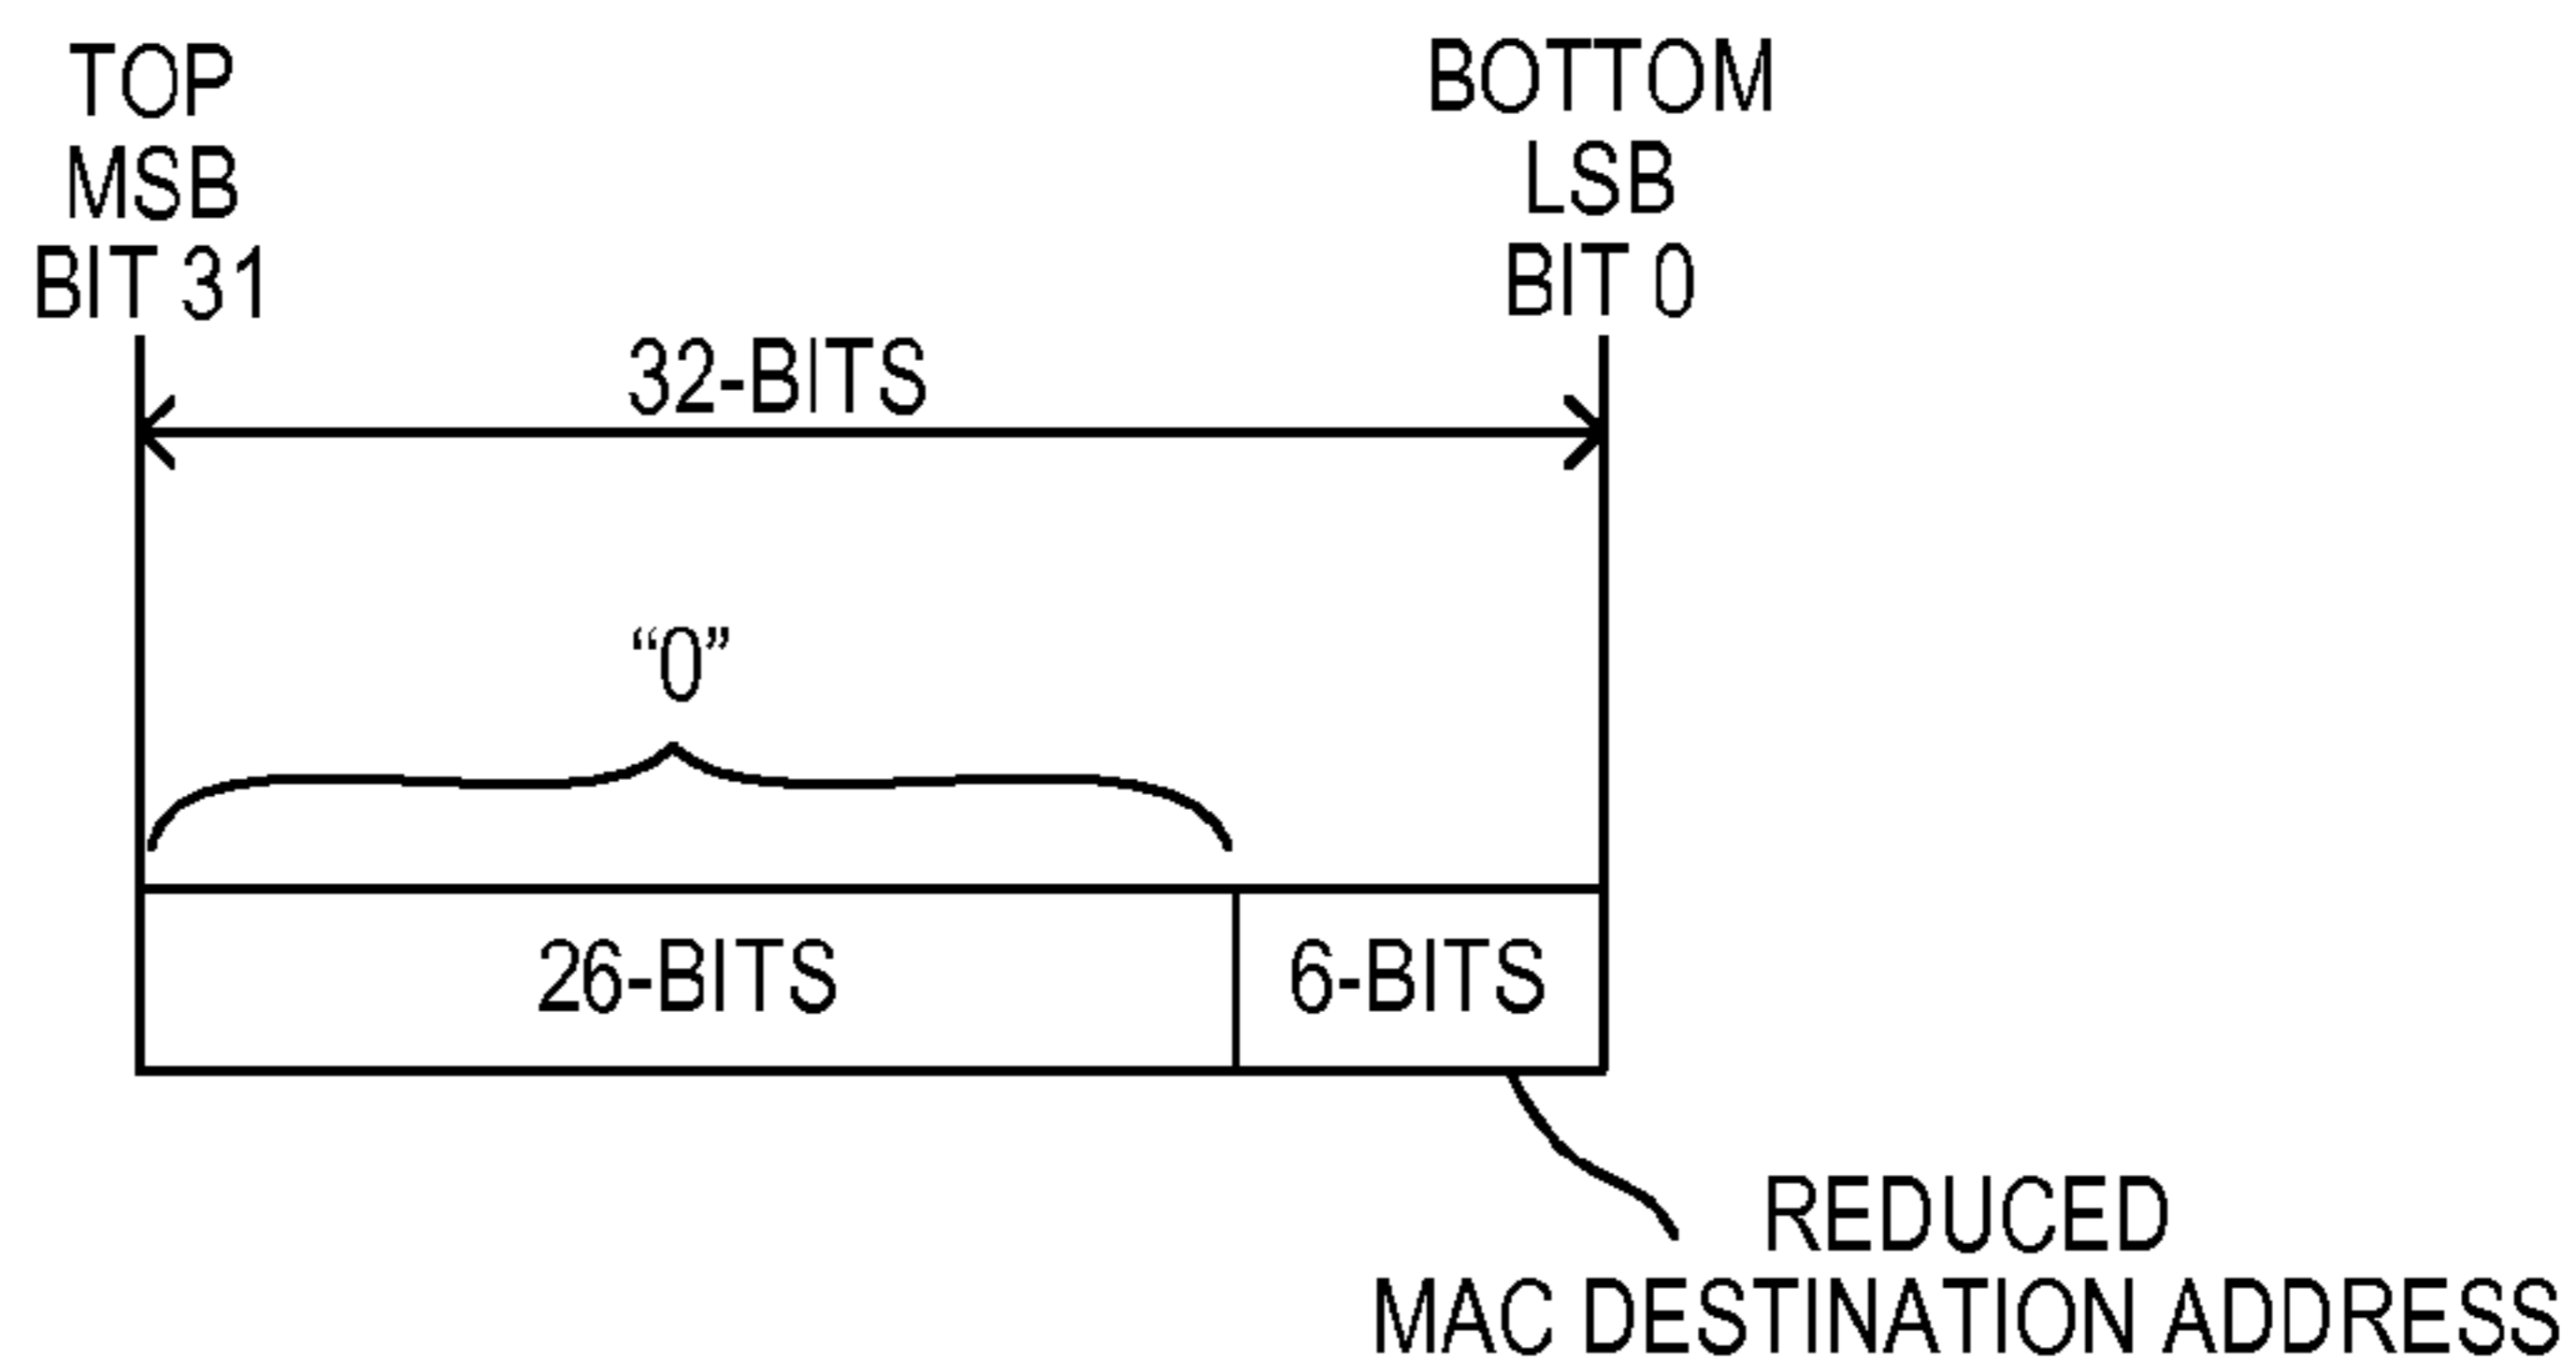 TOP
MSB
BIT 31
BOTTOM
LSB
BIT 0
32-BITS
“0”
26-BITS
6-BITS
REDUCED
MAC DESTINATION ADDRESS